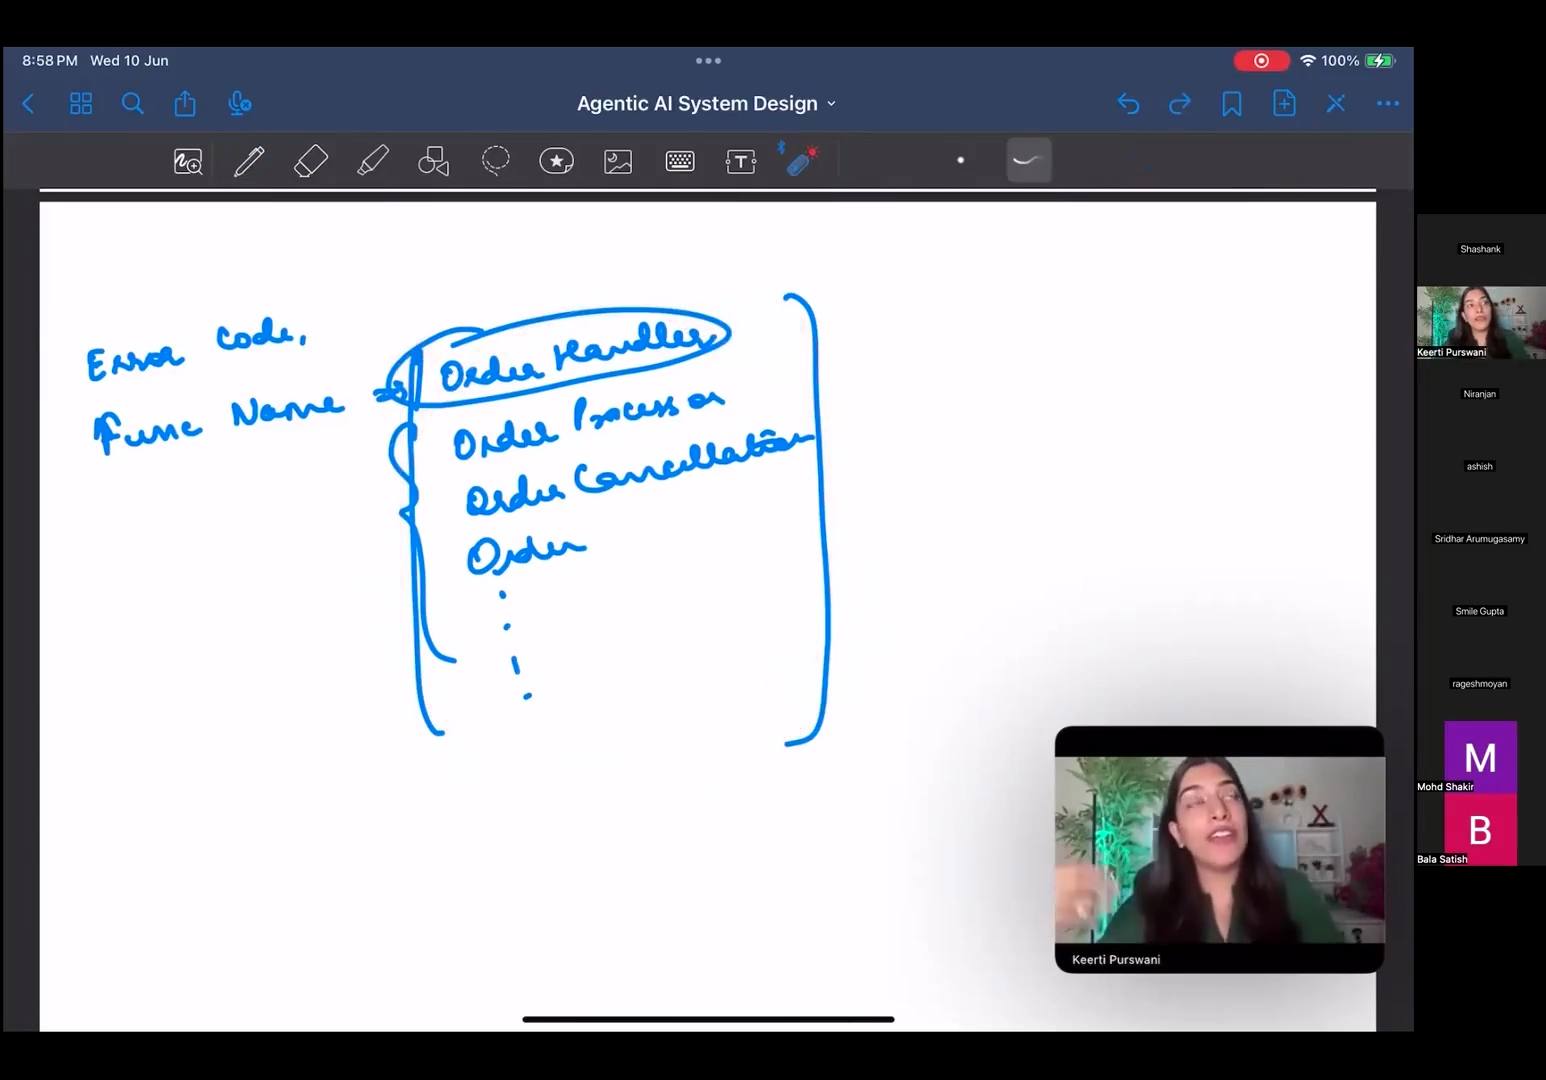 8:58 PM Wed 10 Jun
100%
Agentic AI System Design
T
Error Code,
Func Name
Order Handler
Order Processor
Order Cancellation
Order
Keerti Purswani
Shashank
Keerti Purswani
Niranjan
ashish
Sridhar Arumugasamy
Smile Gupta
rageshmoyan
M
Mohd Shakir
B
Bala Satish